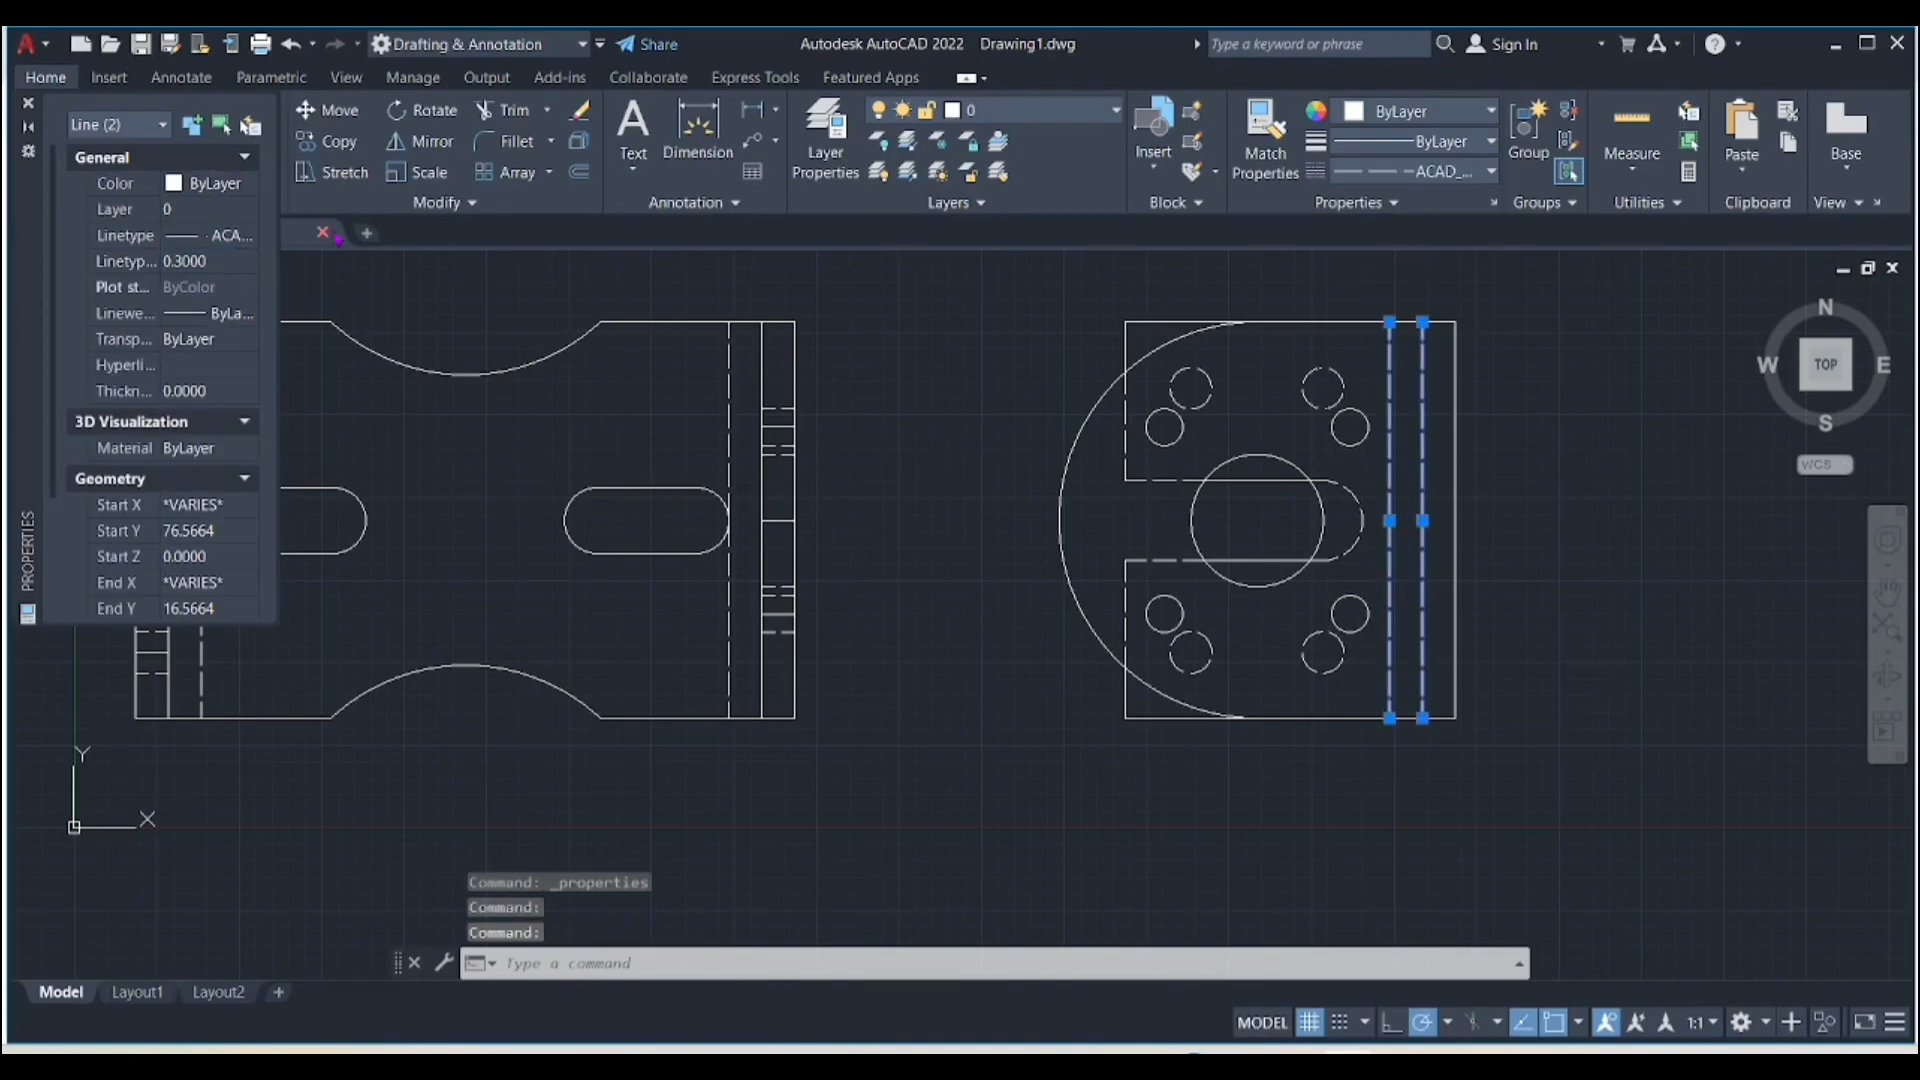 Drafting & Annotation
Share
Autodesk AutoCAD 2022 Drawing1.dwg
Type a keyword or phrase
Sign In
Home Insert Annotate Parametric View Manage Output Add-ins Collaborate Express Tools Featured Apps
Line (2)
General
Color ByLayer
Layer 0
Linetype ACA...
Linetyp... 0.3000
Plot st... ByColor
Linewe... ByLa...
Transp... ByLayer
Hyperli...
Thickn... 0.0000
3D Visualization
Material ByLayer
Geometry
Start X *VARIES*
Start Y 76.5664
Start Z 0.0000
End X *VARIES*
End Y 16.5664
PROPERTIES
Move Rotate Trim
Copy Mirror Fillet
Stretch Scale Array
Modify
Text
Dimension
Annotation
Layer
Properties
0
Layers
Insert
Block
Match
Properties
ByLayer
ByLayer
ACAD_...
Properties
Group
Groups
Measure
Utilities
Paste
Clipboard
Base
View
N
W TOP E
S
WCS
Y
X
Command: _properties
Command:
Command:
Type a command
Model Layout1 Layout2
MODEL
1:1